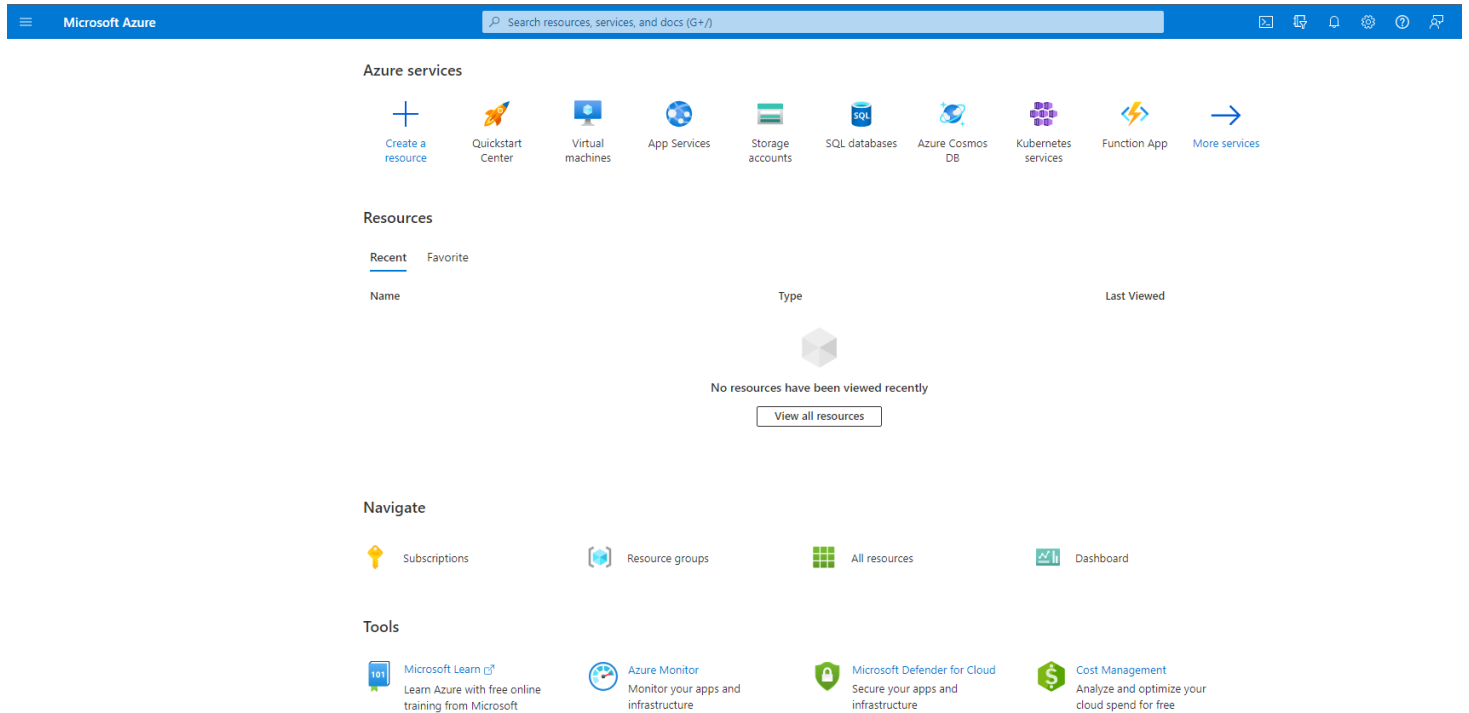 Microsoft Azure
Search resources, services, and docs (G+/)
Azure services
Create a
resource
Quickstart
Center
Virtual
machines
App Services
Storage
accounts
SQL
SQL databases
Azure Cosmos
DB
Kubernetes
services
Function App
More services
Resources
Recent
Favorite
Name
Type
Last Viewed
No resources have been viewed recently
View all resources
Navigate
Subscriptions
Resource groups
All resources
Dashboard
Tools
101
Microsoft Learn
Learn Azure with free online
training from Microsoft
Azure Monitor
Monitor your apps and
infrastructure
Microsoft Defender for Cloud
Secure your apps and
infrastructure
$
Cost Management
Analyze and optimize your
cloud spend for free